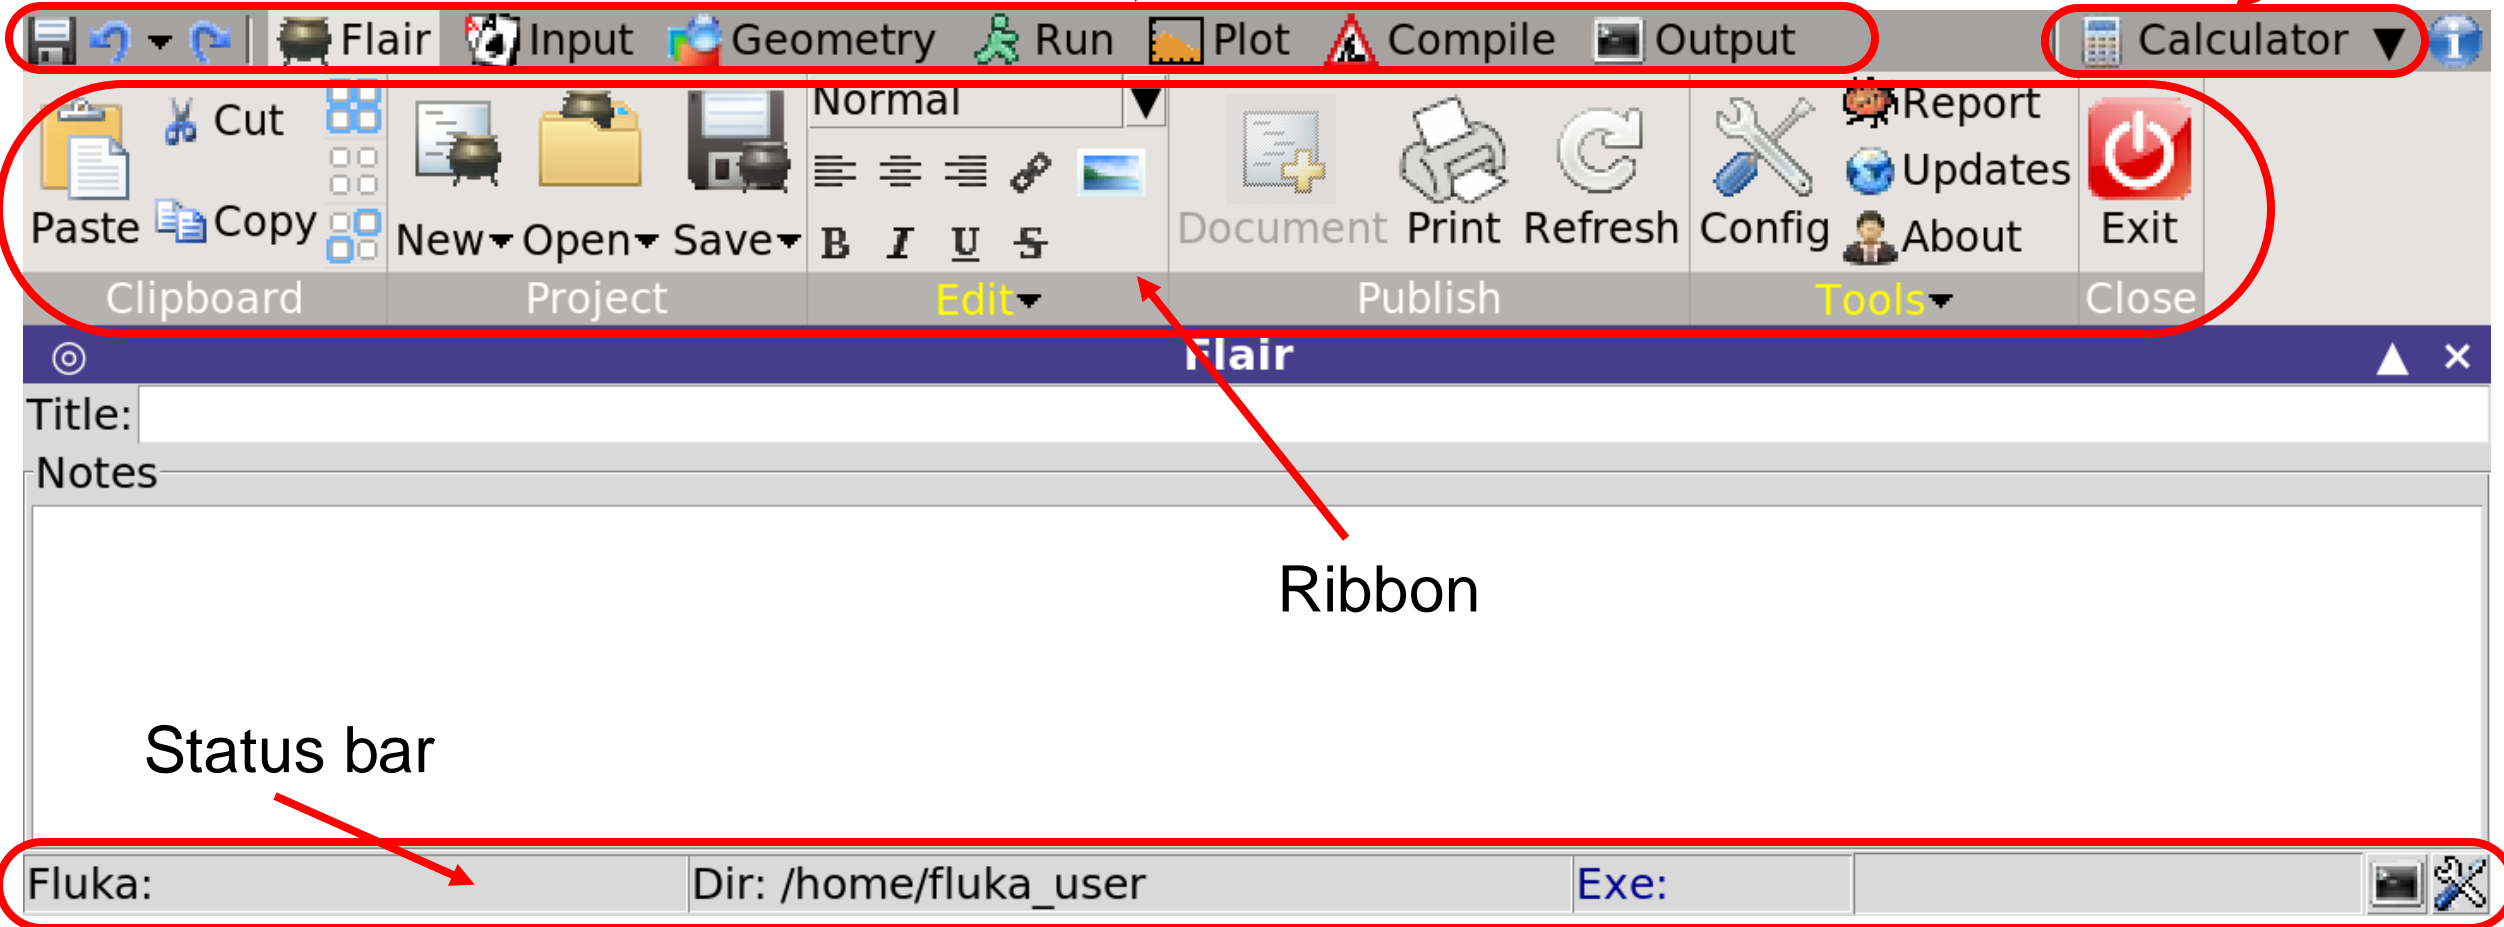 Flair Input Geometry Run Plot Compile Output Calculator
Normal
Cut
Report
Updates
Paste Copy
New Open Save
B I U S
Document Print Refresh Config
About
Exit
Clipboard Project Edit Publish Tools Close
Flair
Title:
Notes
Ribbon
Status bar
Fluka: Dir: /home/fluka_user Exe: